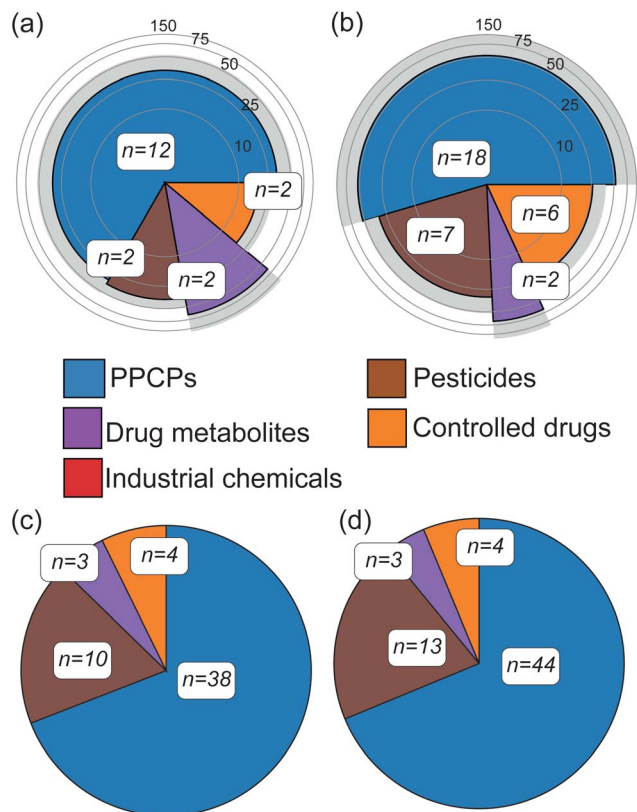 (a)
150
75
50
25
10
n=12
n=2
n=2
n=2
(b)
150
75
50
25
10
n=18
n=6
n=7
n=2
PPCPs
Pesticides
Drug metabolites
Controlled drugs
Industrial chemicals
(c)
n=3
n=4
n=10
n=38
(d)
n=3
n=4
n=13
n=44